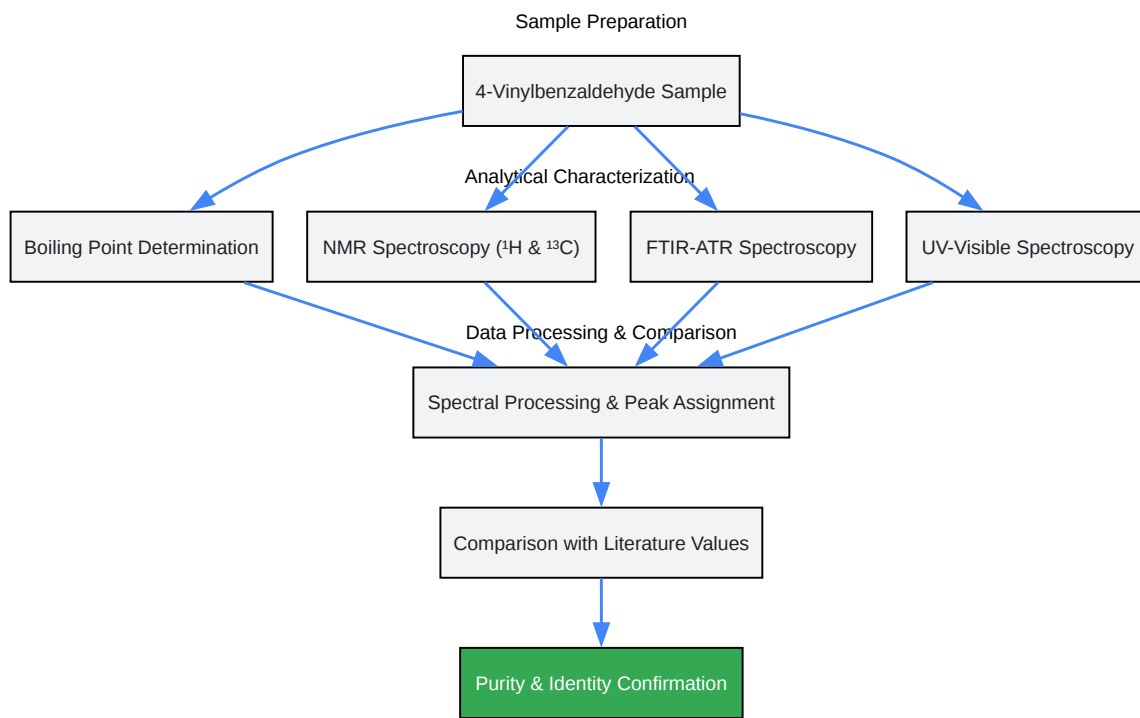 Sample Preparation
4-Vinylbenzaldehyde Sample
Analytical Characterization
Boiling Point Determination
NMR Spectroscopy (¹H & ¹³C)
FTIR-ATR Spectroscopy
UV-Visible Spectroscopy
Data Processing & Comparison
Spectral Processing & Peak Assignment
Comparison with Literature Values
Purity & Identity Confirmation